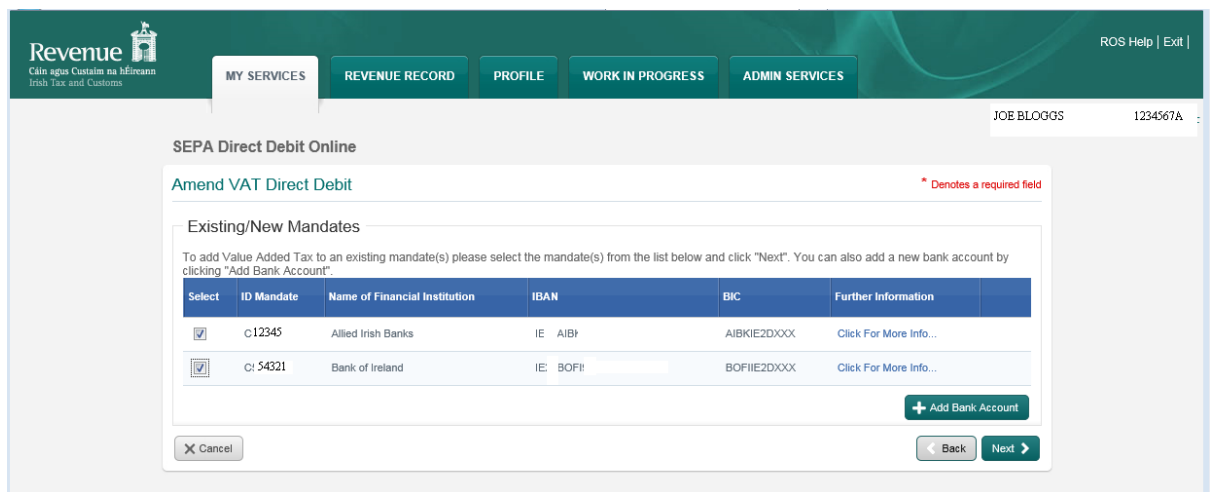 Revenue
Cáin agus Custaim na hÉireann
Irish Tax and Customs
ROS Help | Exit |
MY SERVICES REVENUE RECORD PROFILE WORK IN PROGRESS ADMIN SERVICES
JOE BLOGGS 1234567A
SEPA Direct Debit Online
Amend VAT Direct Debit
* Denotes a required field
Existing/New Mandates
To add Value Added Tax to an existing mandate(s) please select the mandate(s) from the list below and click "Next". You can also add a new bank account by
clicking "Add Bank Account".
Select ID Mandate Name of Financial Institution IBAN BIC Further Information
12345 Allied Irish Banks IE AIBK AIBKIE2DXXX Click For More Info...
54321 Bank of Ireland IE BOFI BOFIIE2DXXX Click For More Info...
Add Bank Account
Cancel Back Next